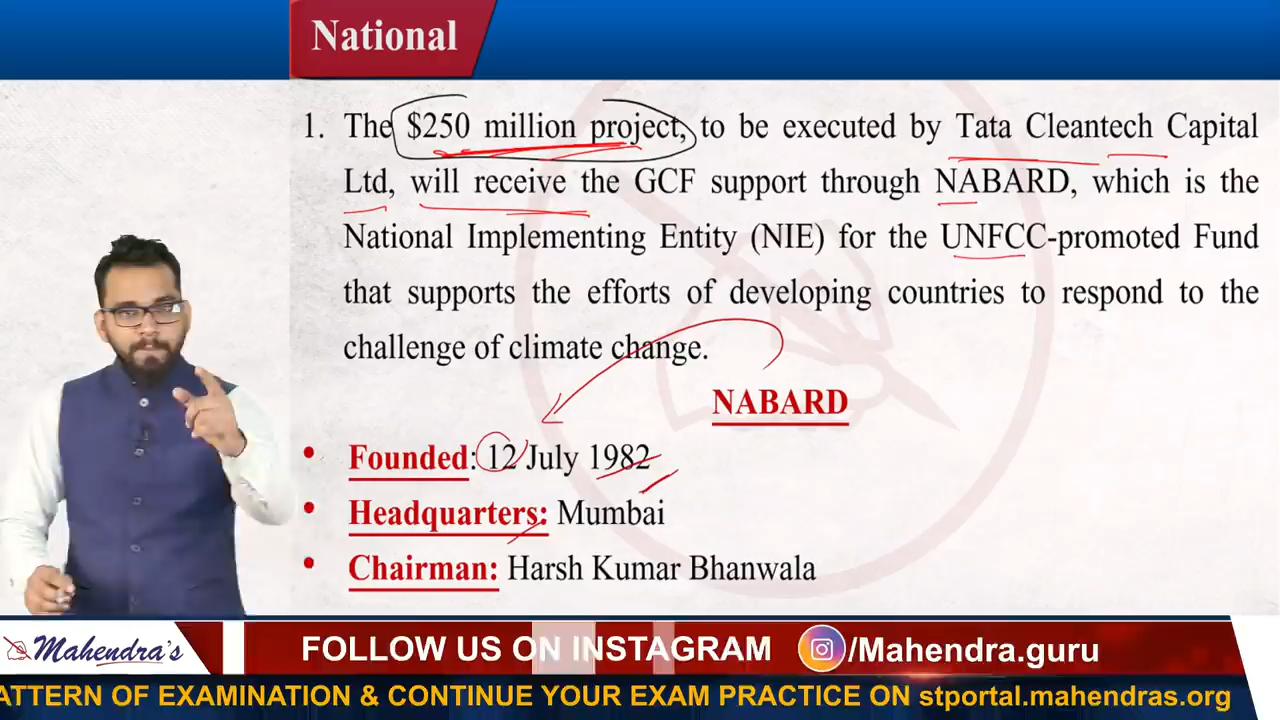 National
1. The $250 million project, to be executed by Tata Cleantech Capital
Ltd, will receive the GCF support through NABARD, which is the
National Implementing Entity (NIE) for the UNFCC-promoted Fund
that supports the efforts of developing countries to respond to the
challenge of climate change.
NABARD
• Founded: 12 July 1982
• Headquarters: Mumbai
• Chairman: Harsh Kumar Bhanwala
Mahendra's
FOLLOW US ON INSTAGRAM
/Mahendra.guru
ATTERN OF EXAMINATION & CONTINUE YOUR EXAM PRACTICE ON stportal.mahendras.org